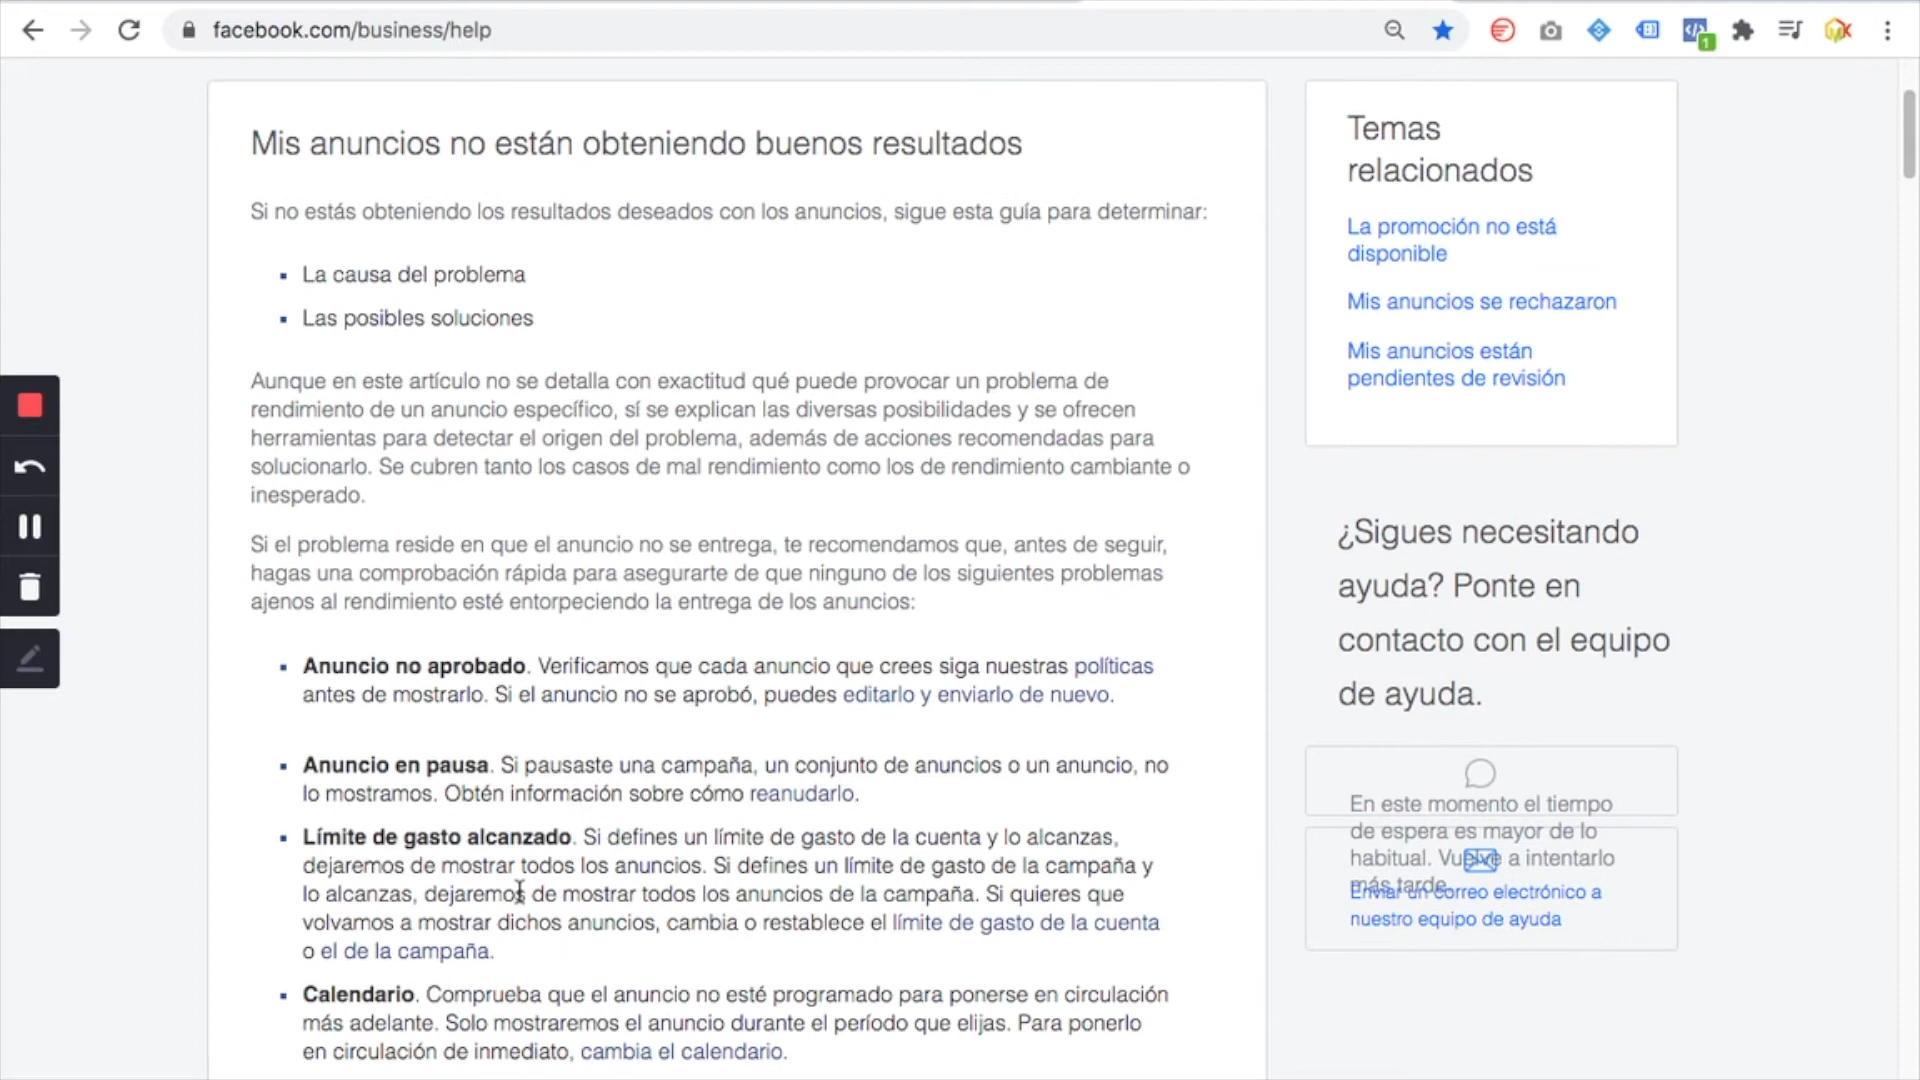 facebook.com/business/help
1
Mis anuncios no están obteniendo buenos resultados
Si no estás obteniendo los resultados deseados con los anuncios, sigue esta guía para determinar:
▪ La causa del problema
▪ Las posibles soluciones
Aunque en este artículo no se detalla con exactitud qué puede provocar un problema de
rendimiento de un anuncio específico, sí se explican las diversas posibilidades y se ofrecen
herramientas para detectar el origen del problema, además de acciones recomendadas para
solucionarlo. Se cubren tanto los casos de mal rendimiento como los de rendimiento cambiante o
inesperado.
Si el problema reside en que el anuncio no se entrega, te recomendamos que, antes de seguir,
hagas una comprobación rápida para asegurarte de que ninguno de los siguientes problemas
ajenos al rendimiento esté entorpeciendo la entrega de los anuncios:
▪ Anuncio no aprobado. Verificamos que cada anuncio que crees siga nuestras políticas
antes de mostrarlo. Si el anuncio no se aprobó, puedes editarlo y enviarlo de nuevo.
▪ Anuncio en pausa. Si pausaste una campaña, un conjunto de anuncios o un anuncio, no
lo mostramos. Obtén información sobre cómo reanudarlo.
▪ Límite de gasto alcanzado. Si defines un límite de gasto de la cuenta y lo alcanzas,
dejaremos de mostrar todos los anuncios. Si defines un límite de gasto de la campaña y
lo alcanzas, dejaremos de mostrar todos los anuncios de la campaña. Si quieres que
volvamos a mostrar dichos anuncios, cambia o restablece el límite de gasto de la cuenta
o el de la campaña.
▪ Calendario. Comprueba que el anuncio no esté programado para ponerse en circulación
más adelante. Solo mostraremos el anuncio durante el período que elijas. Para ponerlo
en circulación de inmediato, cambia el calendario.
Temas
relacionados
La promoción no está
disponible
Mis anuncios se rechazaron
Mis anuncios están
pendientes de revisión
¿Sigues necesitando
ayuda? Ponte en
contacto con el equipo
de ayuda.
En este momento el tiempo
de espera es mayor de lo
habitual. Vuelve a intentarlo
más tarde.
Enviar un correo electrónico a
nuestro equipo de ayuda